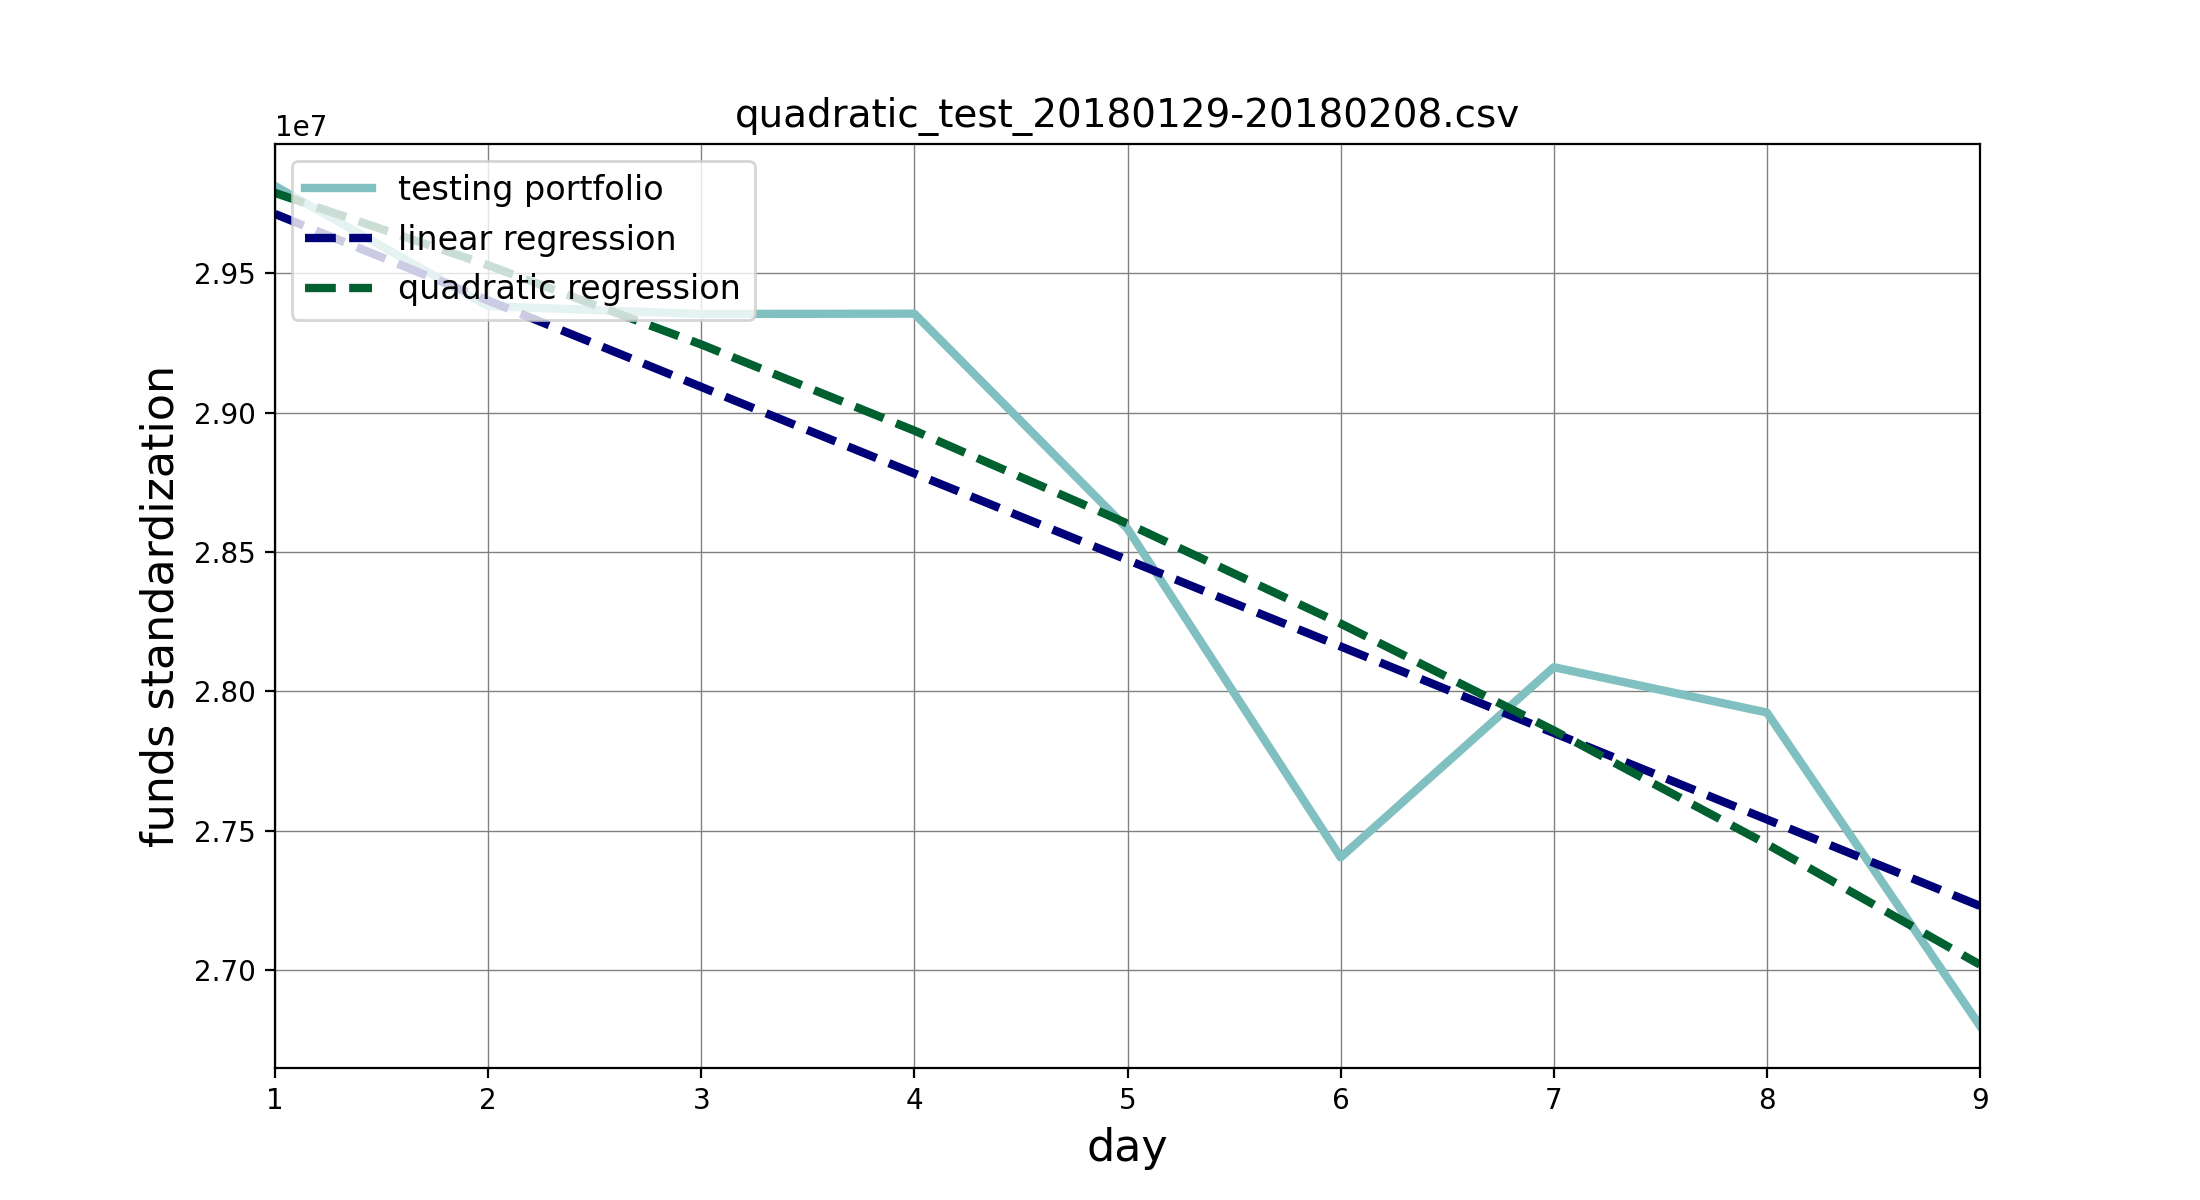 quadratic_test_20180129-20180208.csv
1e7
testing portfolio
linear regression
quadratic regression
2.95
2.90
2.85
2.80
2.75
2.70
funds standardization
1 2 3 4 5 6 7 8 9
day